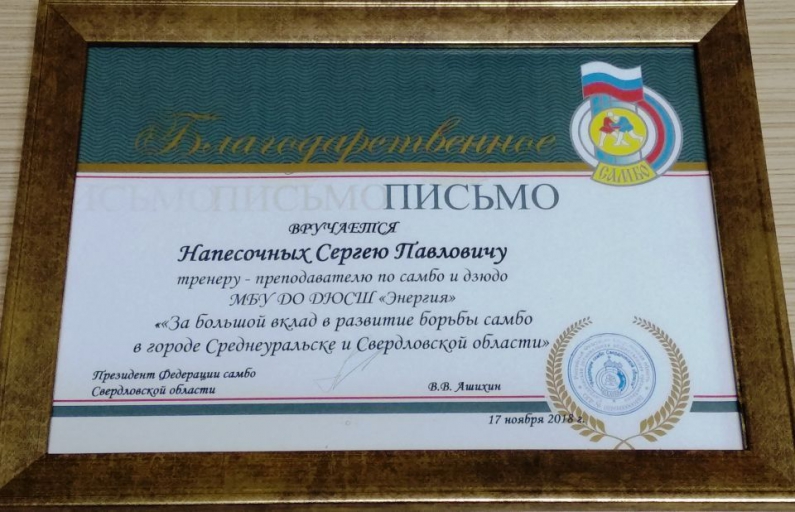 Благодарственное
ПИСЬМО
ВРУЧАЕТСЯ
Напесочных Сергею Павловичу
тренеру - преподавателю по самбо и дзюдо
МБУ ДО ДЮСШ «Энергия»
««За большой вклад в развитие борьбы самбо
в городе Среднеуральске и Свердловской области»
Президент Федерации самбо
Свердловской области
В.В. Ашихин
17 ноября 2018 г.
САМБО